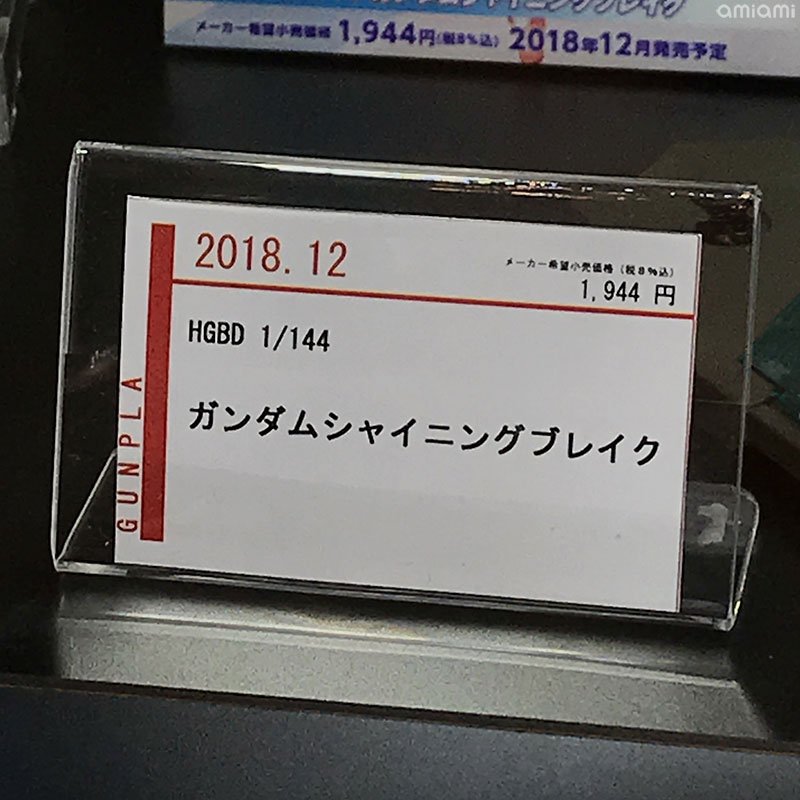 amiami
メーカー希望小売価格 1,944円(税8%込) 2018年12月発売予定
2018.12
メーカー希望小売価格 (税8%込)
1,944 円
HGBD 1/144
ガンダムシャイニングブレイク
GUNPLA